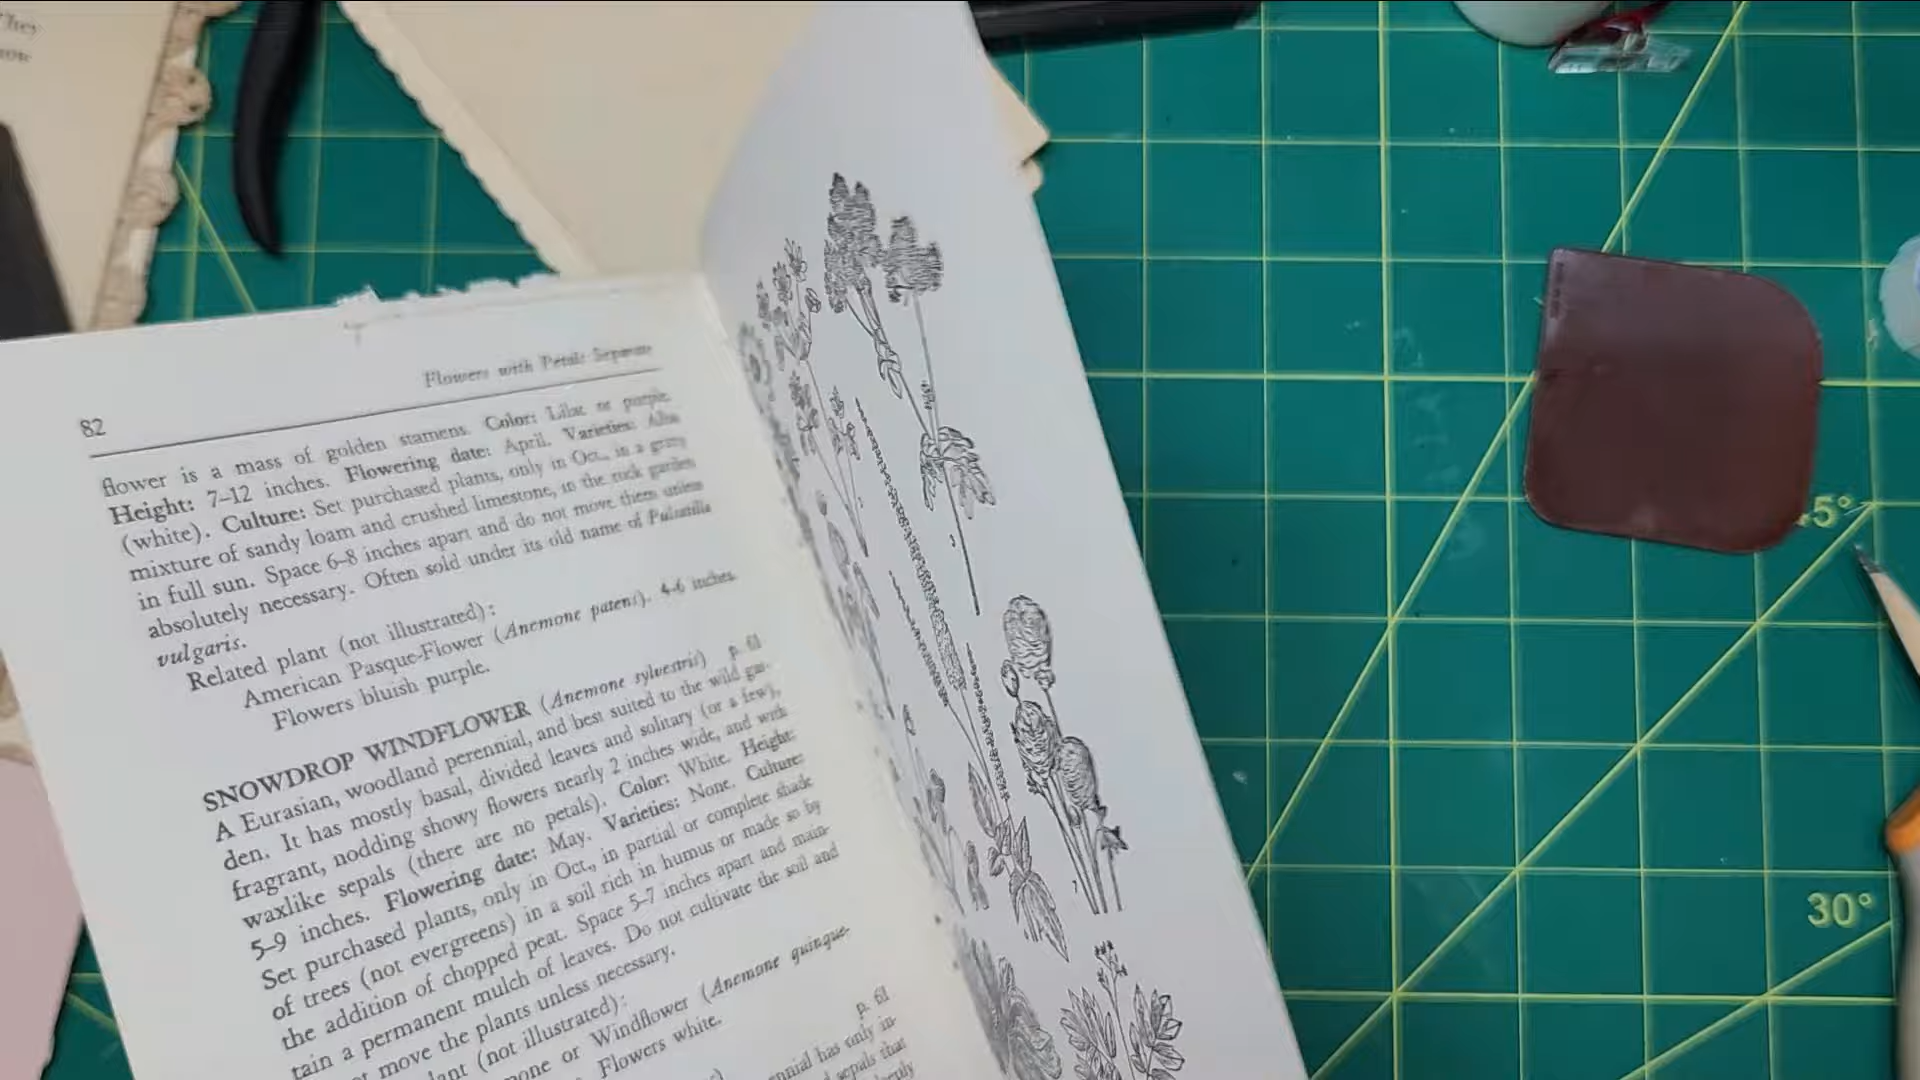 They
now
Flowers with Petals Separate
82
flower is a mass of golden stamens. Color: Lilac or purple.
Height: 7–12 inches. Flowering date: April. Varieties: Alba
(white). Culture: Set purchased plants, only in Oct., in a gritty
mixture of sandy loam and crushed limestone, in the rock garden
in full sun. Space 6–8 inches apart and do not move them unless
absolutely necessary. Often sold under its old name of Pulsatilla
vulgaris.
Related plant (not illustrated):
American Pasque-Flower (Anemone patens). 4-6 inches.
Flowers bluish purple.
SNOWDROP WINDFLOWER (Anemone sylvestris) p. 61
A Eurasian, woodland perennial, and best suited to the wild gar-
den. It has mostly basal, divided leaves and solitary (or a few),
fragrant, nodding showy flowers nearly 2 inches wide, and with
waxlike sepals (there are no petals). Color: White. Height:
5–9 inches. Flowering date: May. Varieties: None. Culture:
Set purchased plants, only in Oct., in partial or complete shade
of trees (not evergreens) in a soil rich in humus or made so by
the addition of chopped peat. Space 5–7 inches apart and main-
tain a permanent mulch of leaves. Do not cultivate the soil and
move the plants unless necessary.
(not illustrated):
or Windflower (Anemone quinque-
Flowers white.
p. 61
has only in-
sepals that
5°
30°